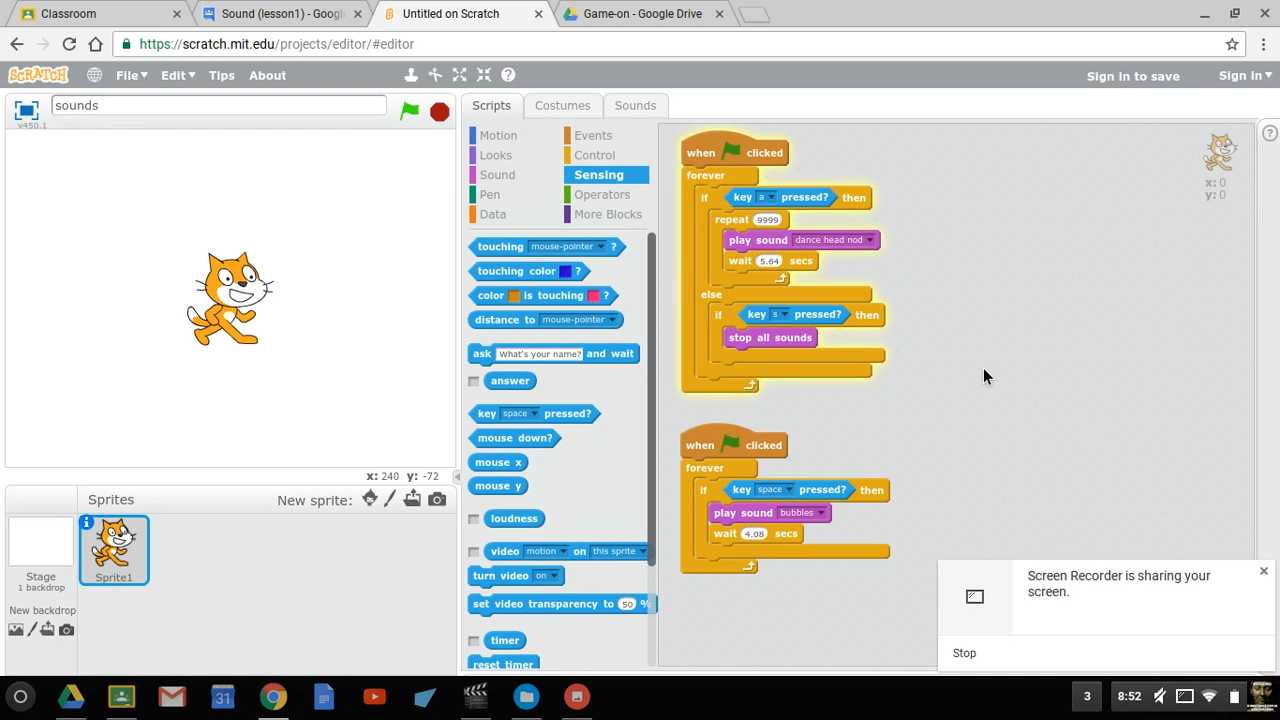 Classroom
Sound (lesson1) - Googl
Untitled on Scratch
Game-on - Google Drive
https://scratch.mit.edu/projects/editor/#editor
SCRATCH
File
Edit
Tips
About
Sign in to save
Sign in
sounds
v450.1
Scripts
Costumes
Sounds
Motion
Events
Looks
Control
Sound
Sensing
Pen
Operators
Data
More Blocks
touching mouse-pointer ?
touching color ?
color is touching ?
distance to mouse-pointer
ask What's your name? and wait
answer
key space pressed?
mouse down?
mouse x
mouse y
loudness
video motion on this sprite
turn video on
set video transparency to 50 %
timer
reset timer
when clicked
forever
if key a pressed? then
repeat 9999
play sound dance head nod
wait 5.64 secs
else
if key s pressed? then
stop all sounds
when clicked
forever
if key space pressed? then
play sound bubbles
wait 4.08 secs
x: 0
y: 0
x: 240 y: -72
Sprites
New sprite:
Stage
1 backdrop
New backdrop
Sprite1
Screen Recorder is sharing your
screen.
Stop
31
3
8:52